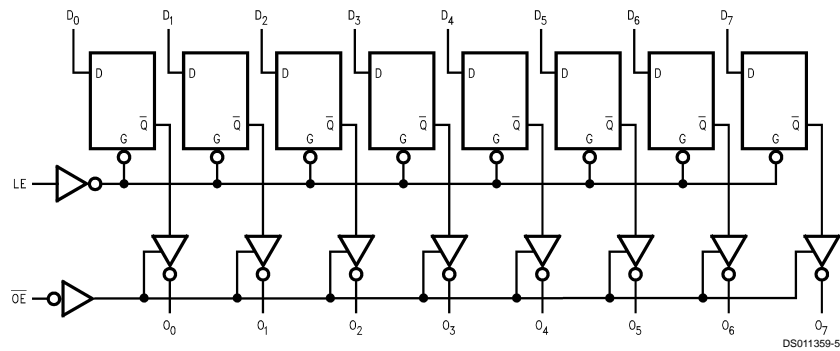 D0 D1 D2 D3 D4 D5 D6 D7
D D D D D D D D
Q̅ Q̅ Q̅ Q̅ Q̅ Q̅ Q̅ Q̅
G G G G G G G G
LE
O̅E̅
O0 O1 O2 O3 O4 O5 O6 O7
DS011359-5